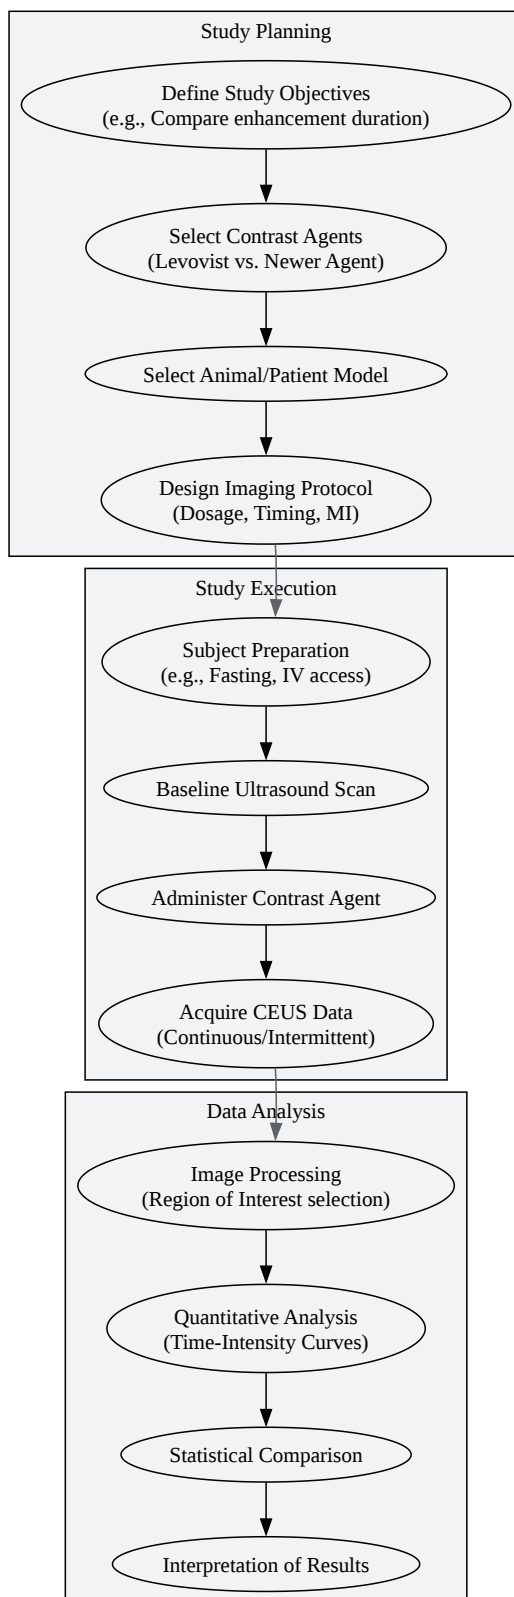 Study Planning
Define Study Objectives
(e.g., Compare enhancement duration)
Select Contrast Agents
(Levovist vs. Newer Agent)
Select Animal/Patient Model
Design Imaging Protocol
(Dosage, Timing, MI)
Study Execution
Subject Preparation
(e.g., Fasting, IV access)
Baseline Ultrasound Scan
Administer Contrast Agent
Acquire CEUS Data
(Continuous/Intermittent)
Data Analysis
Image Processing
(Region of Interest selection)
Quantitative Analysis
(Time-Intensity Curves)
Statistical Comparison
Interpretation of Results